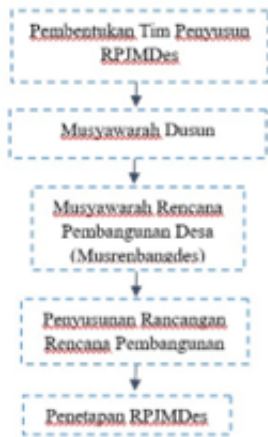 Pembentukan Tim Penyusun
RPJMDes
Musyawarah Dusun
Musyawarah Rencana
Pembangunan Desa
(Musrenbangdes)
Penyusunan Rancangan
Rencana Pembangunan
Penetapan RPJMDes